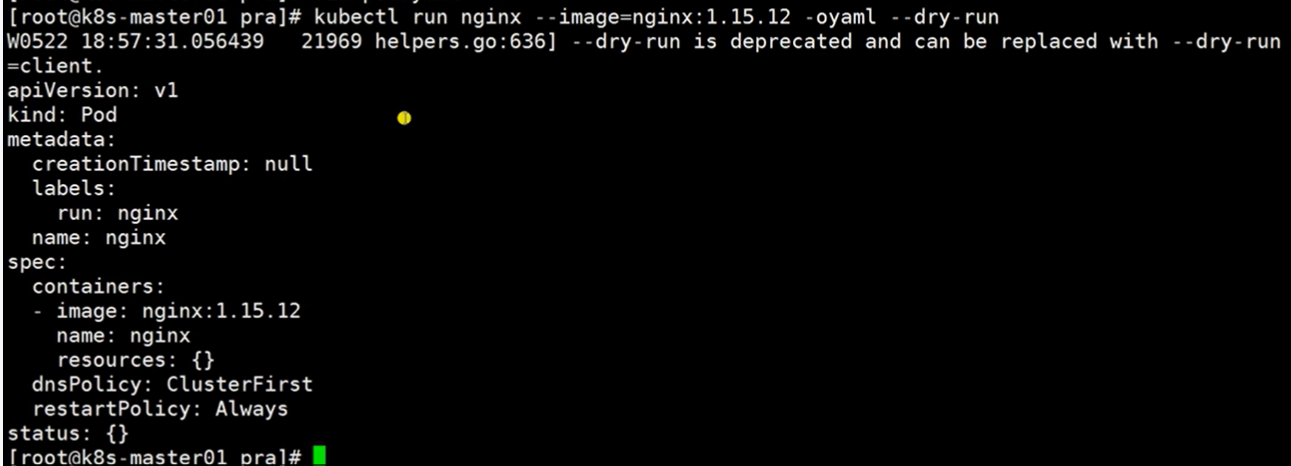 [root@k8s-master01 pra]# kubectl run nginx --image=nginx:1.15.12 -oyaml --dry-run
W0522 18:57:31.056439   21969 helpers.go:636] --dry-run is deprecated and can be replaced with --dry-run
=client.
apiVersion: v1
kind: Pod
metadata:
  creationTimestamp: null
  labels:
    run: nginx
  name: nginx
spec:
  containers:
  - image: nginx:1.15.12
    name: nginx
    resources: {}
  dnsPolicy: ClusterFirst
  restartPolicy: Always
status: {}
[root@k8s-master01 pra]#